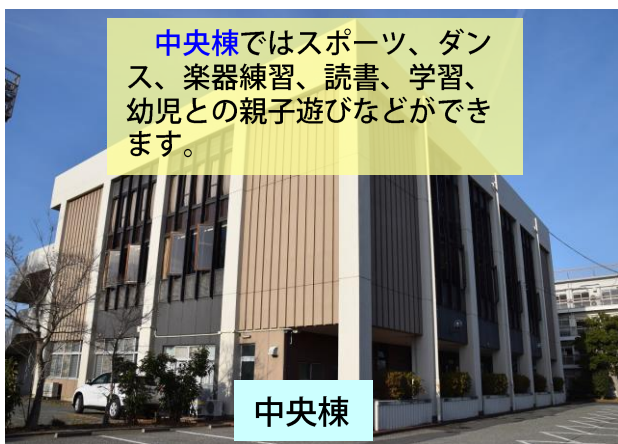 中央棟ではスポーツ、ダン
ス、楽器練習、読書、学習、
幼児との親子遊びなどができ
ます。
中央棟